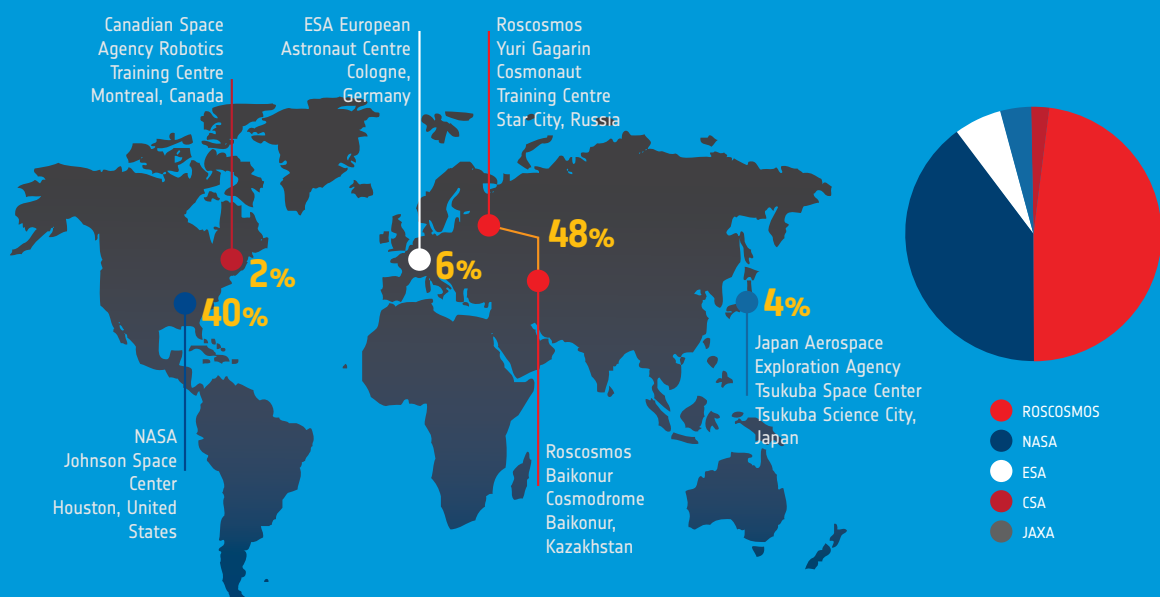 Canadian Space
Agency Robotics
Training Centre
Montreal, Canada
ESA European
Astronaut Centre
Cologne,
Germany
Roscosmos
Yuri Gagarin
Cosmonaut
Training Centre
Star City, Russia
48%
6%
2%
40%
4%
Japan Aerospace
Exploration Agency
Tsukuba Space Center
Tsukuba Science City,
Japan
NASA
Johnson Space
Center
Houston, United
States
Roscosmos
Baikonur
Cosmodrome
Baikonur,
Kazakhstan
ROSCOSMOS
NASA
ESA
CSA
JAXA